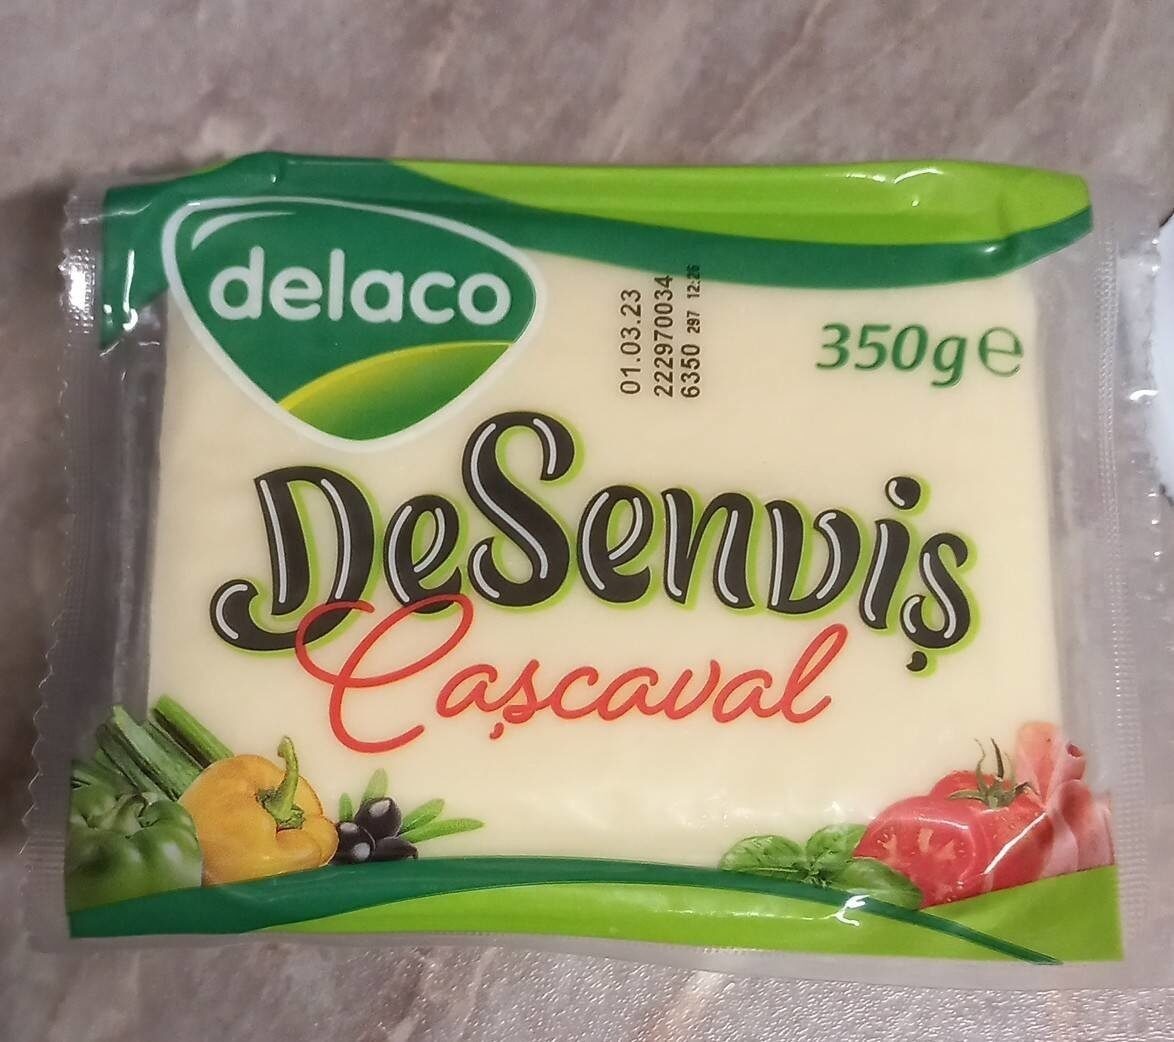 delaco
01.03.23
222970034
6350 297 12:26
350g e
DeSenviș
Cașcaval